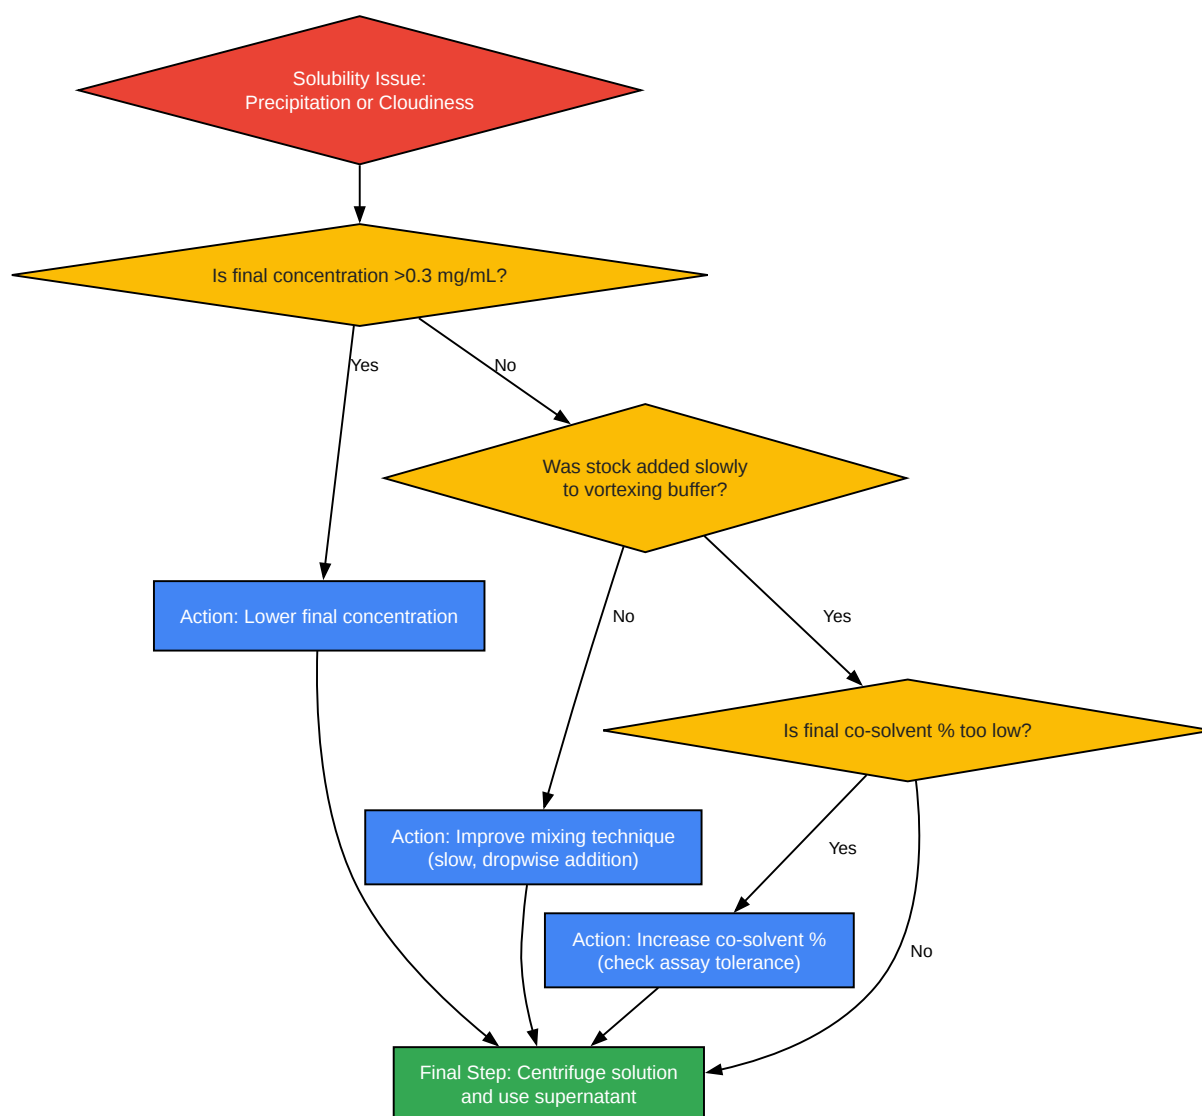 Solubility Issue:
Precipitation or Cloudiness
Is final concentration >0.3 mg/mL?
Yes
No
Was stock added slowly
to vortexing buffer?
Action: Lower final concentration
No
Yes
Is final co-solvent % too low?
Action: Improve mixing technique
(slow, dropwise addition)
Yes
Action: Increase co-solvent %
(check assay tolerance)
No
Final Step: Centrifuge solution
and use supernatant